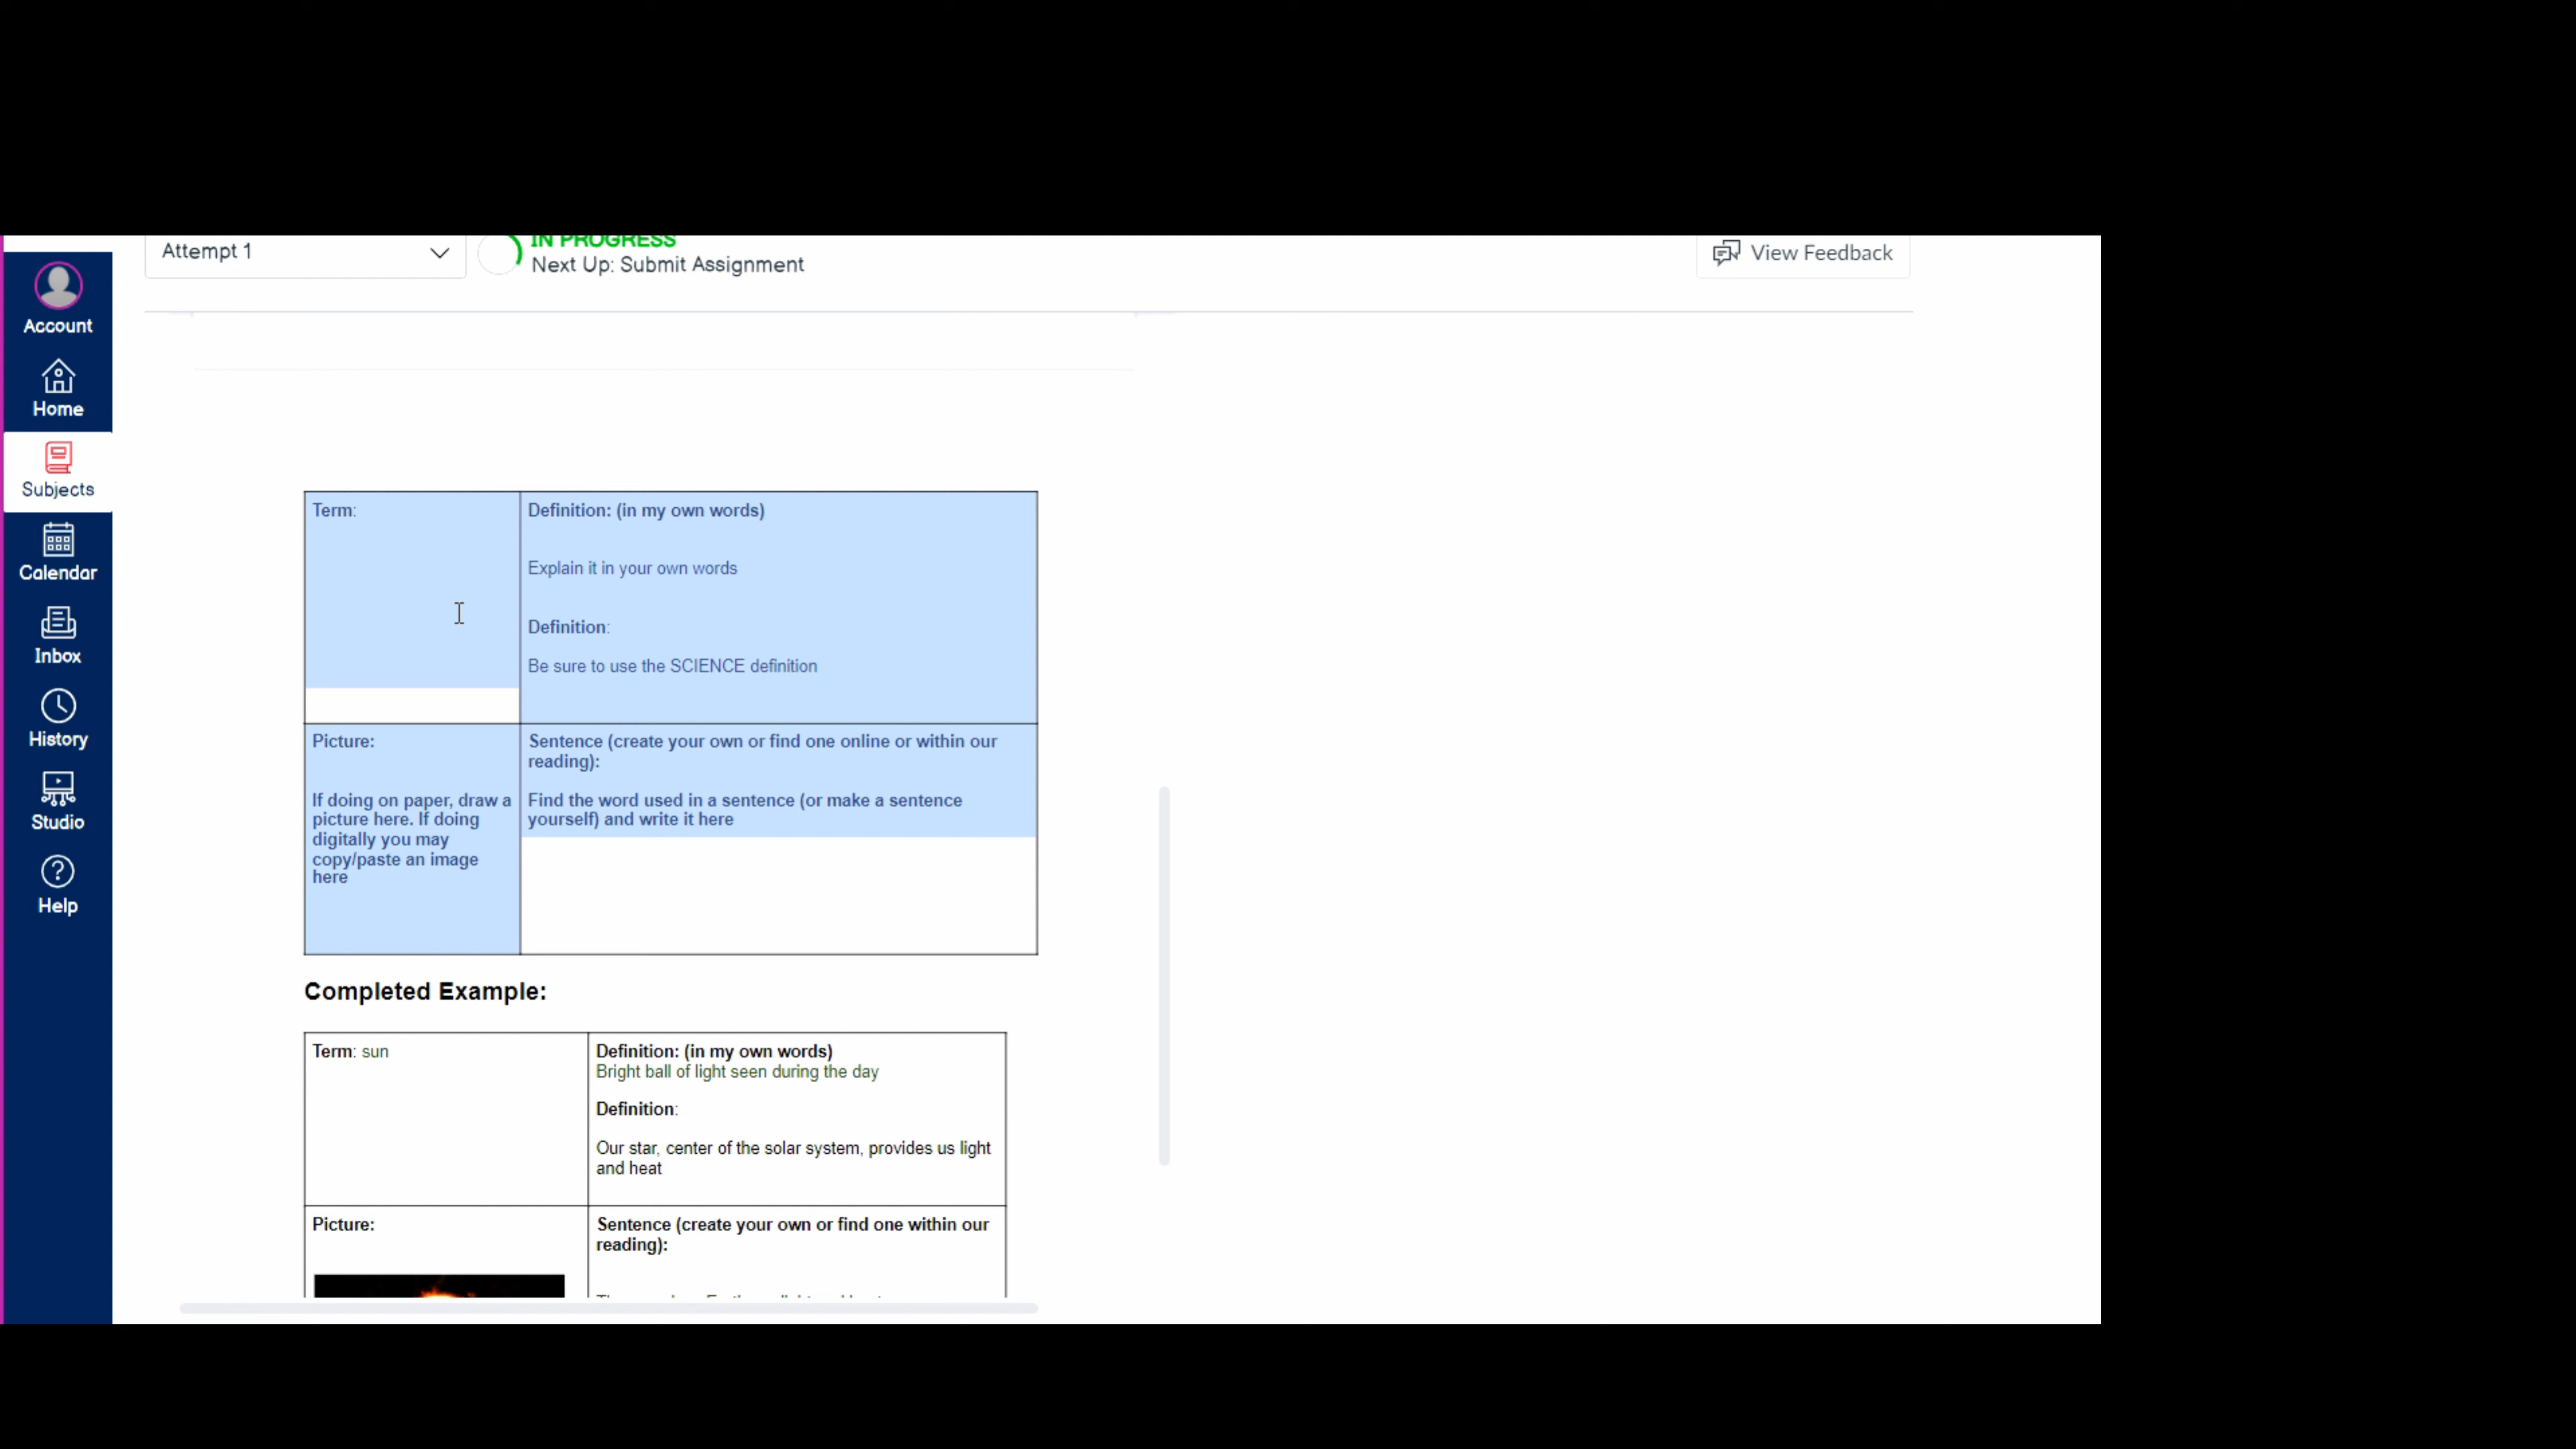 Attempt 1
IN PROGRESS
Next Up: Submit Assignment
View Feedback
Account
Home
Subjects
Calendar
Inbox
History
Studio
Help
Term:
Definition: (in my own words)
Explain it in your own words
Definition:
Be sure to use the SCIENCE definition
Picture:
If doing on paper, draw a
picture here. If doing
digitally you may
copy/paste an image
here
Sentence (create your own or find one online or within our
reading):
Find the word used in a sentence (or make a sentence
yourself) and write it here
Completed Example:
Term: sun
Definition: (in my own words)
Bright ball of light seen during the day
Definition:
Our star, center of the solar system, provides us light
and heat
Picture:
Sentence (create your own or find one within our
reading):